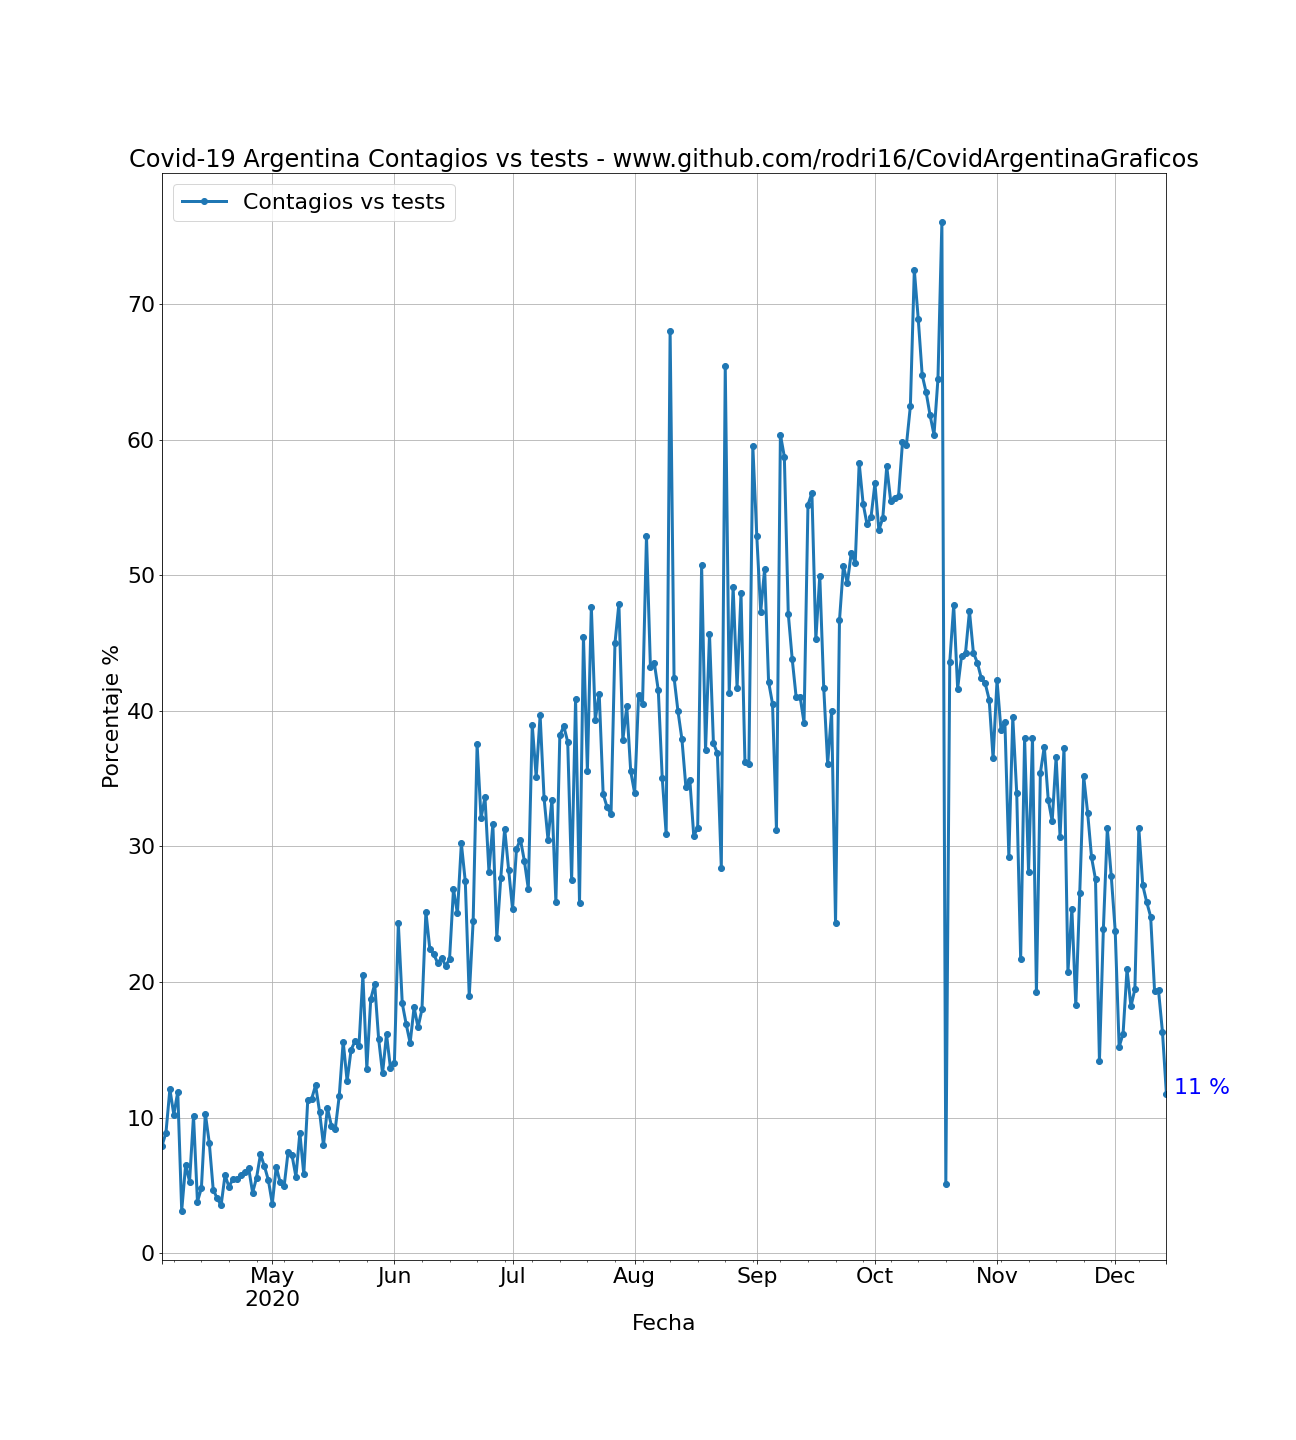 Covid-19 Argentina Contagios vs tests - www.github.com/rodri16/CovidArgentinaGraficos
Contagios vs tests
70
60
50
40
30
20
10
0
Porcentaje %
11 %
May Jun Jul Aug Sep Oct Nov Dec
2020
Fecha